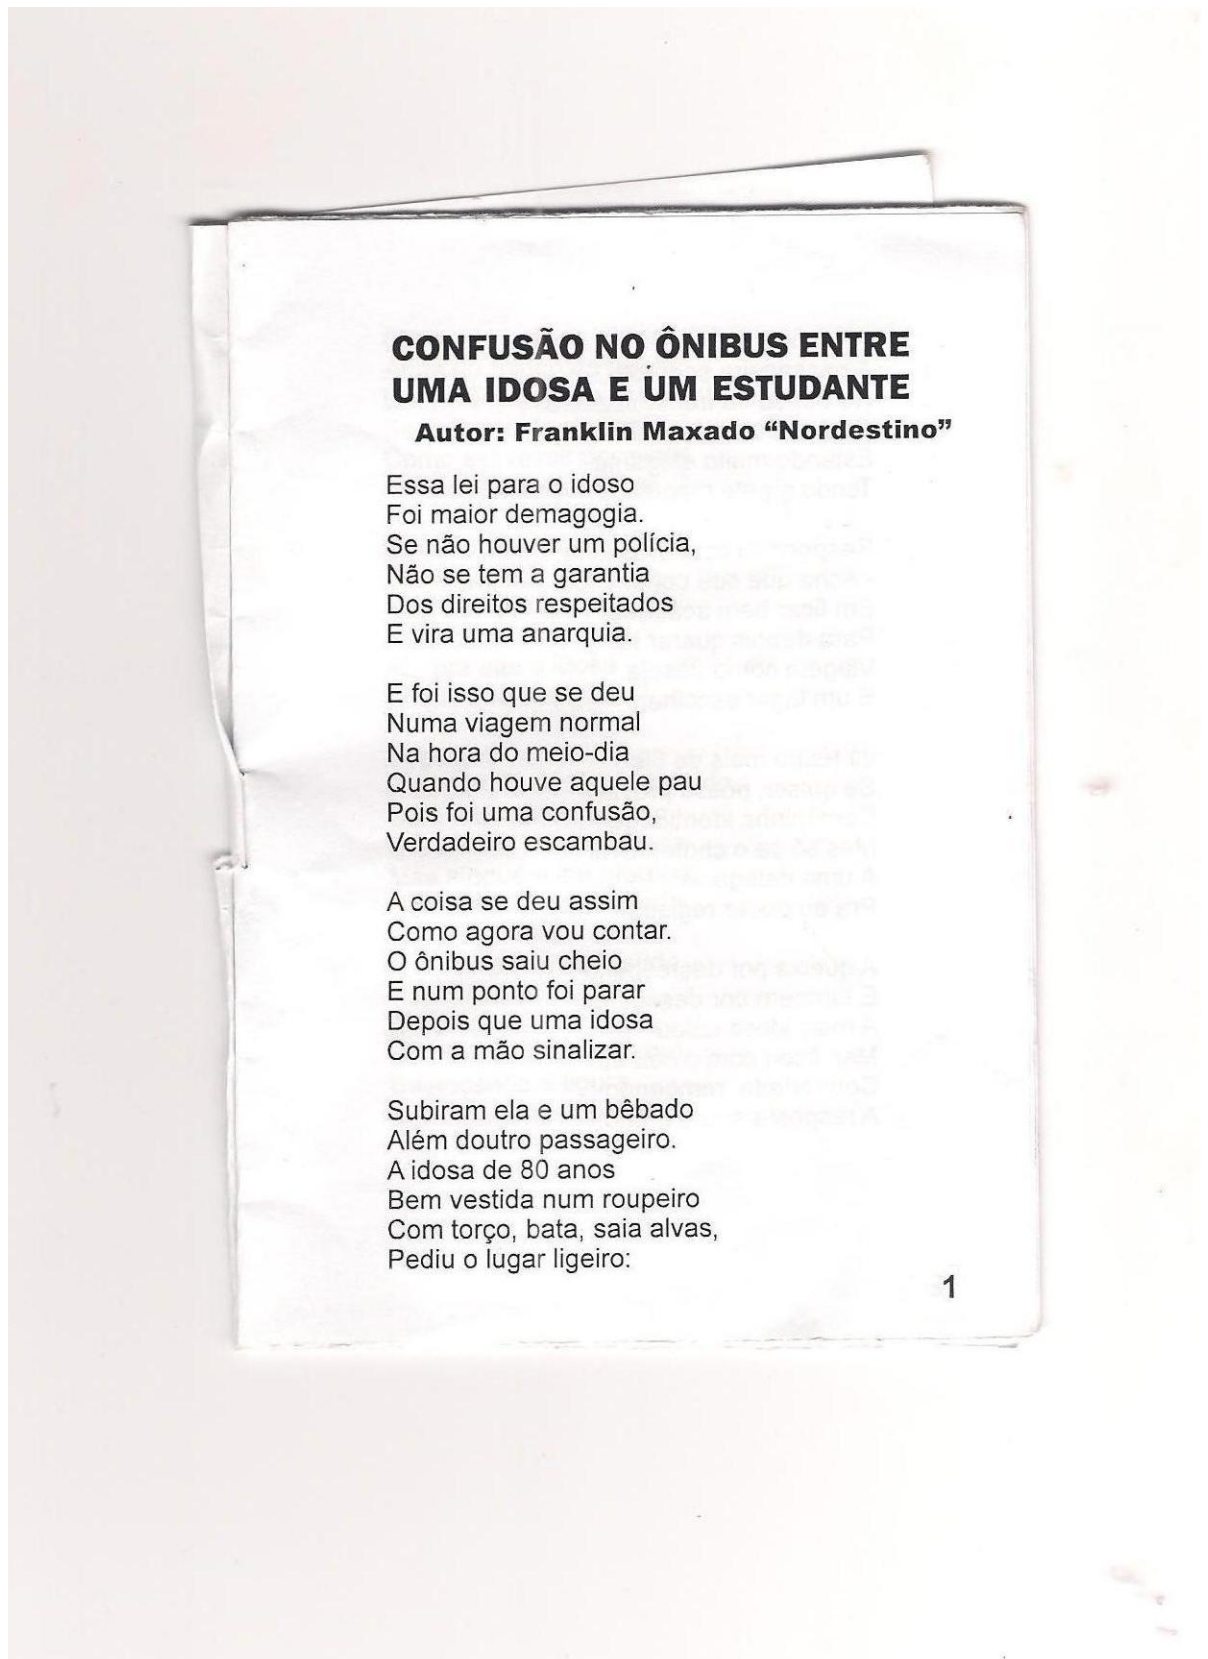 CONFUSÃO NO ÔNIBUS ENTRE
UMA IDOSA E UM ESTUDANTE
Autor: Franklin Maxado “Nordestino”
Essa lei para o idoso
Foi maior demagogia.
Se não houver um polícia,
Não se tem a garantia
Dos direitos respeitados
E vira uma anarquia.
E foi isso que se deu
Numa viagem normal
Na hora do meio-dia
Quando houve aquele pau
Pois foi uma confusão,
Verdadeiro escambau.
A coisa se deu assim
Como agora vou contar.
O ônibus saiu cheio
E num ponto foi parar
Depois que uma idosa
Com a mão sinalizar.
Subiram ela e um bêbado
Além doutro passageiro.
A idosa de 80 anos
Bem vestida num roupeiro
Com torço, bata, saia alvas,
Pediu o lugar ligeiro:
1